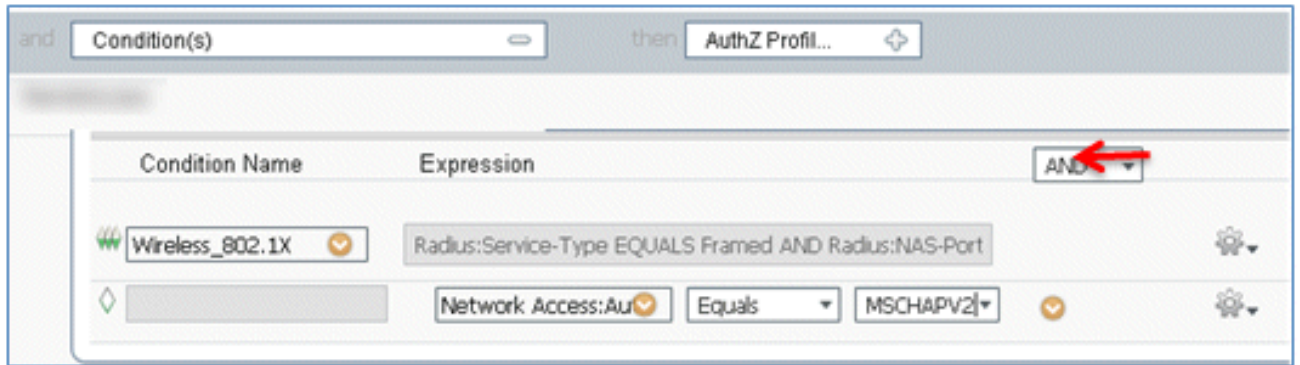 and Condition(s) then AuthZ Profil...
Condition Name Expression AND
Wireless_802.1X Radius:Service-Type EQUALS Framed AND Radius:NAS-Port
Network Access:Au Equals MSCHAPV2